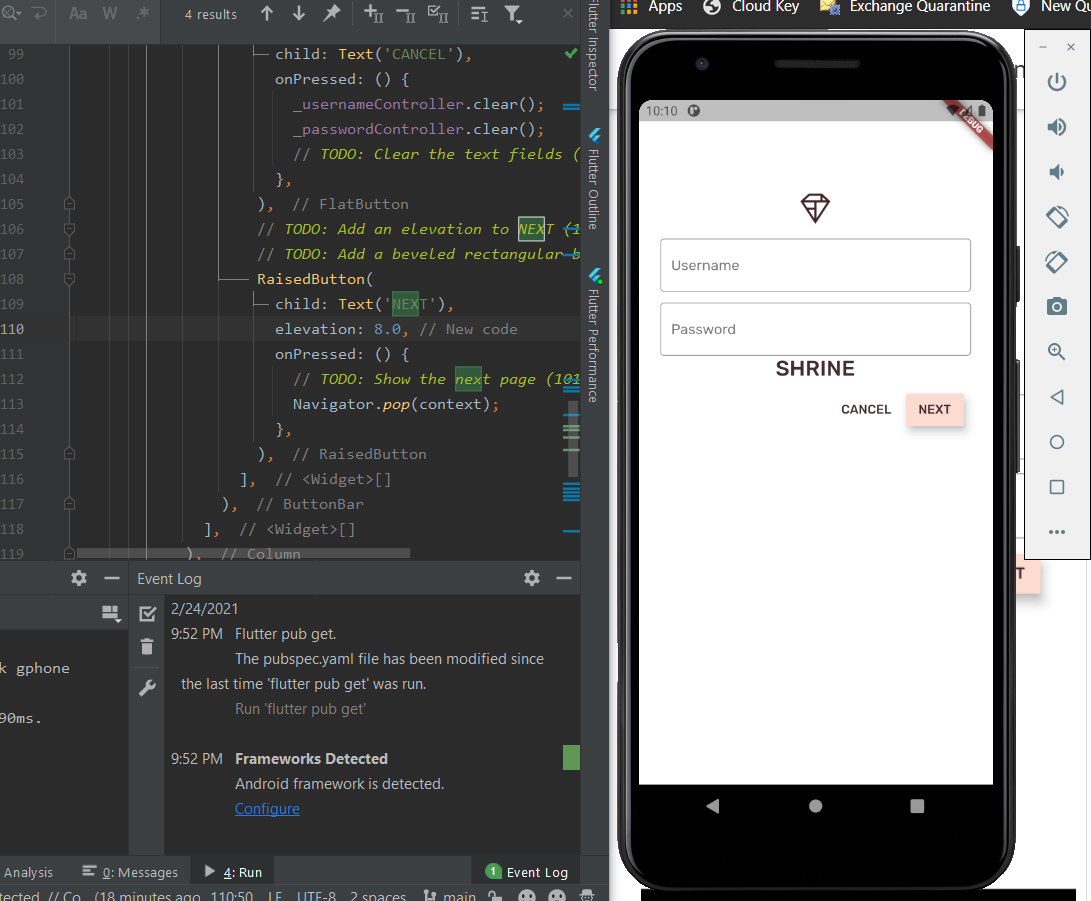 Aa W .*
4 results
99 child: Text('CANCEL'),
100 onPressed: () {
101 _usernameController.clear();
102 _passwordController.clear();
103 // TODO: Clear the text fields (
104 },
105 ), // FlatButton
106 // TODO: Add an elevation to NEXT (1
107 // TODO: Add a beveled rectangular b
108 RaisedButton(
109 child: Text('NEXT'),
110 elevation: 8.0, // New code
111 onPressed: () {
112 // TODO: Show the next page (101
113 Navigator.pop(context);
114 },
115 ), // RaisedButton
116 ], // <Widget>[]
117 ), // ButtonBar
118 ], // <Widget>[]
119 ), // Column
Flutter Inspector
Flutter Outline
Flutter Performance
Event Log
2/24/2021
9:52 PM Flutter pub get.
The pubspec.yaml file has been modified since
the last time 'flutter pub get' was run.
Run 'flutter pub get'
9:52 PM Frameworks Detected
Android framework is detected.
Configure
k gphone
90ms.
Analysis
0: Messages
4: Run
1 Event Log
tected. // Co... (18 minutes ago
110:50 LF UTF-8 2 spaces main
Apps Cloud Key Exchange Quarantine New Qu
10:10
DEBUG
Username
Password
SHRINE
CANCEL NEXT
T